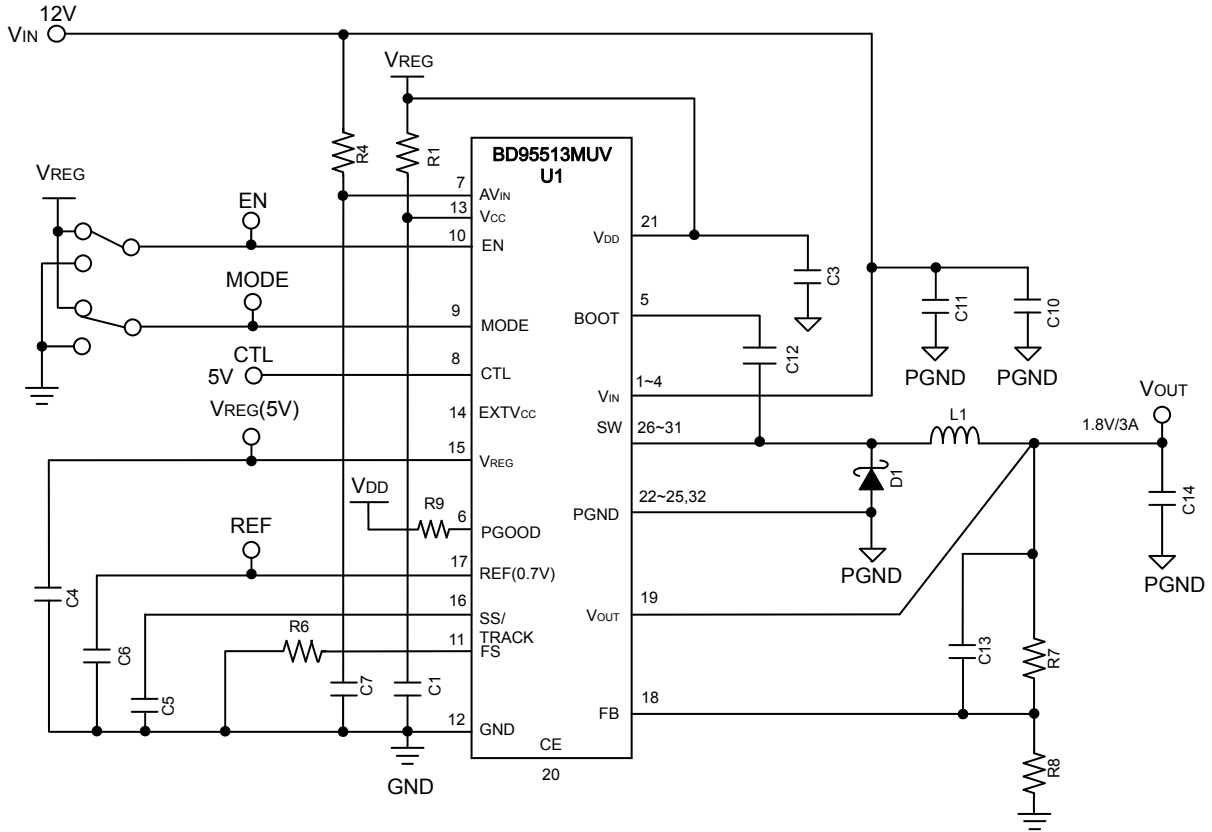 12V
VIN
VREG
R4
R1
BD95513MUV
U1
VREG
EN
7
AVIN
13
VCC
10
EN
21
VDD
C3
MODE
9
MODE
5
BOOT
C11
C10
C12
PGND
PGND
CTL
5V
8
CTL
1~4
VIN
VREG(5V)
14
EXTVCC
SW
26~31
L1
VOUT
1.8V/3A
15
VREG
D1
C14
VDD
R9
6
PGOOD
PGND
22~25,32
PGND
PGND
REF
17
REF(0.7V)
C4
16
SS/
TRACK
VOUT
19
R6
11
FS
C6
C5
C7
C1
C13
R7
12
GND
FB
18
CE
20
GND
R8